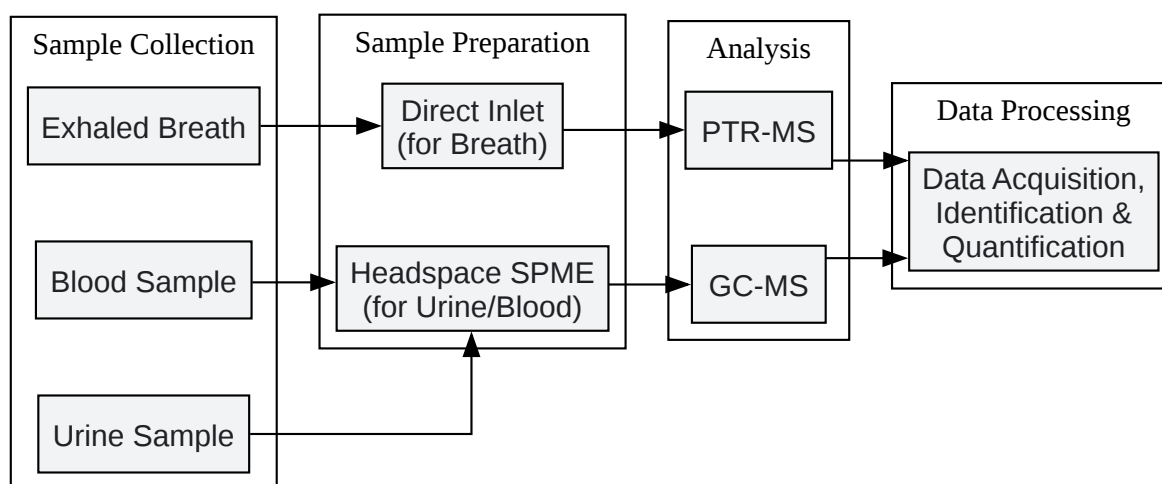 Sample Collection
Exhaled Breath
Blood Sample
Urine Sample
Sample Preparation
Direct Inlet
(for Breath)
Headspace SPME
(for Urine/Blood)
Analysis
PTR-MS
GC-MS
Data Processing
Data Acquisition,
Identification &
Quantification